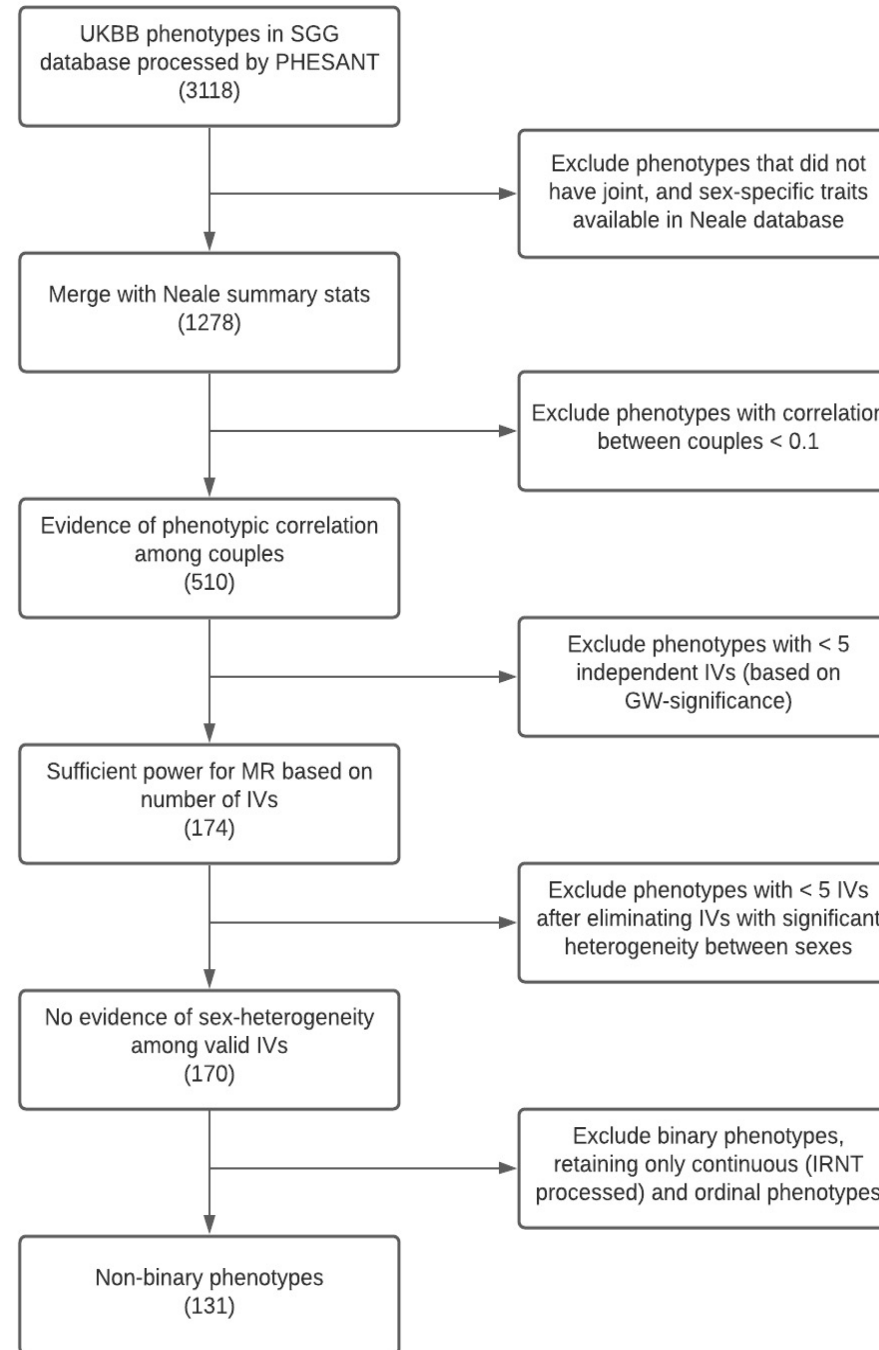 UKBB phenotypes in SGG
database processed by PHESANT
(3118)
Exclude phenotypes that did not
have joint, and sex-specific traits
available in Neale database
Merge with Neale summary stats
(1278)
Exclude phenotypes with correlation
between couples < 0.1
Evidence of phenotypic correlation
among couples
(510)
Exclude phenotypes with < 5
independent IVs (based on
GW-significance)
Sufficient power for MR based on
number of IVs
(174)
Exclude phenotypes with < 5 IVs
after eliminating IVs with significant
heterogeneity between sexes
No evidence of sex-heterogeneity
among valid IVs
(170)
Exclude binary phenotypes,
retaining only continuous (IRNT
processed) and ordinal phenotypes
Non-binary phenotypes
(131)